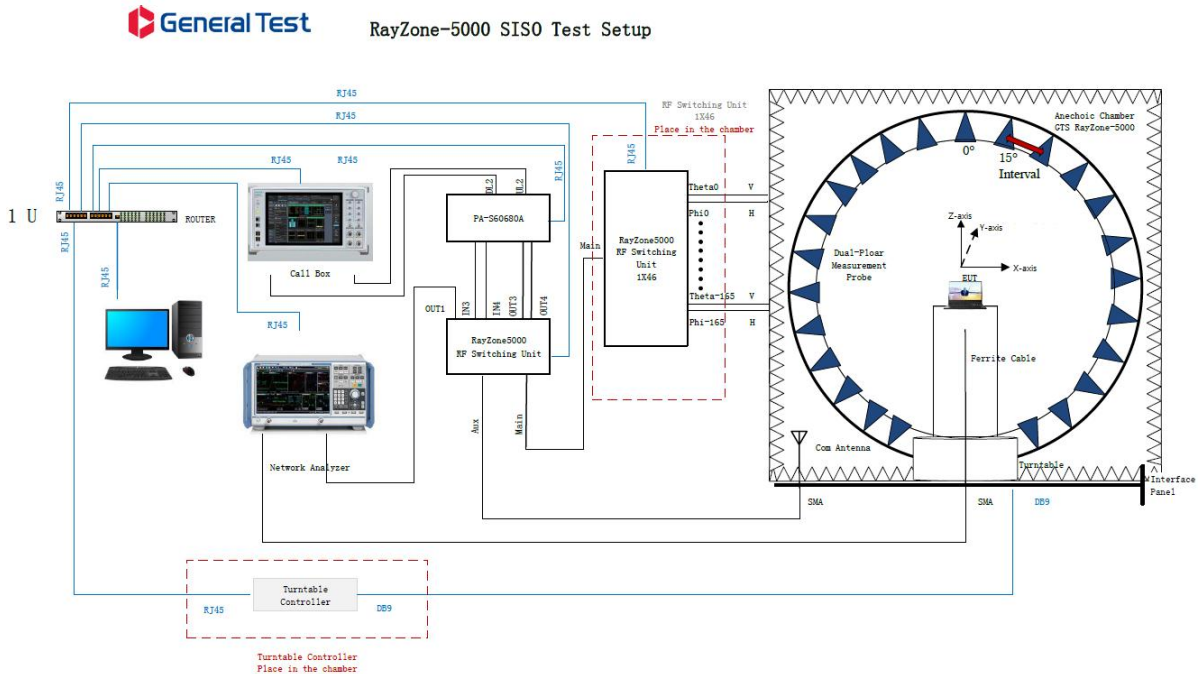 General Test
RayZone-5000 SISO Test Setup
RJ45
RJ45
RF Switching Unit
1X46
Place in the chamber
Anechoic Chamber
GTS RayZone-5000
0°
15°
Interval
RJ45
RJ45
RJ45
RJ45
RJ45
DL2
UL2
1 U
ROUTER
PA-S60680A
Theta0 V
Phi0 H
Main
RayZone5000
RF Switching
Unit
1X46
Theta-165 V
Phi-165 H
Z-axis
Y-axis
X-axis
EUT
Dual-Ploar
Measurement
Probe
RJ45
RJ45
Call Box
OUT1
IN3
IN4
OUT3
OUT4
RJ45
RayZone5000
RF Switching Unit
Ferrite Cable
Aux
Main
Network Analyzer
Com Antenna
Turntable
Interface
Panel
SMA
SMA
DB9
Turntable
Controller
RJ45
DB9
Turntable Controller
Place in the chamber